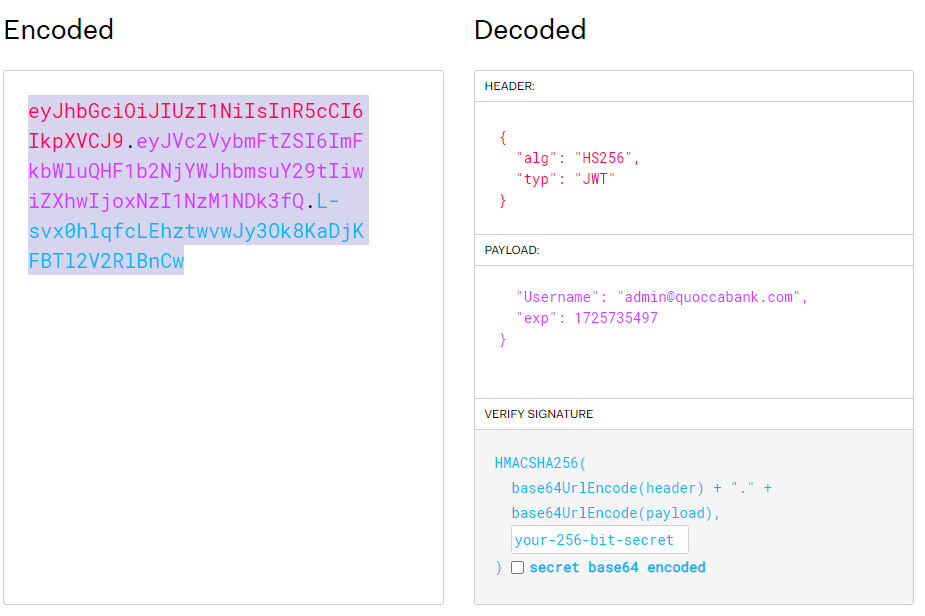 Encoded
Decoded
eyJhbGciOiJIUzI1NiIsInR5cCI6
IkpXVCJ9.eyJVc2VybmFtZSI6ImF
kbWluQHF1b2NjYWJhbmsuY29tIiw
iZXhwIjoxNzI1NzM1NDk3fQ.L-
svx0hlqfcLEhztwvwJy3Ok8KaDjK
FBTl2V2RlBnCw
HEADER:
{
"alg": "HS256",
"typ": "JWT"
}
PAYLOAD:
"Username": "admin@quoccabank.com",
"exp": 1725735497
}
VERIFY SIGNATURE
HMACSHA256(
base64UrlEncode(header) + "." +
base64UrlEncode(payload),
your-256-bit-secret
) secret base64 encoded